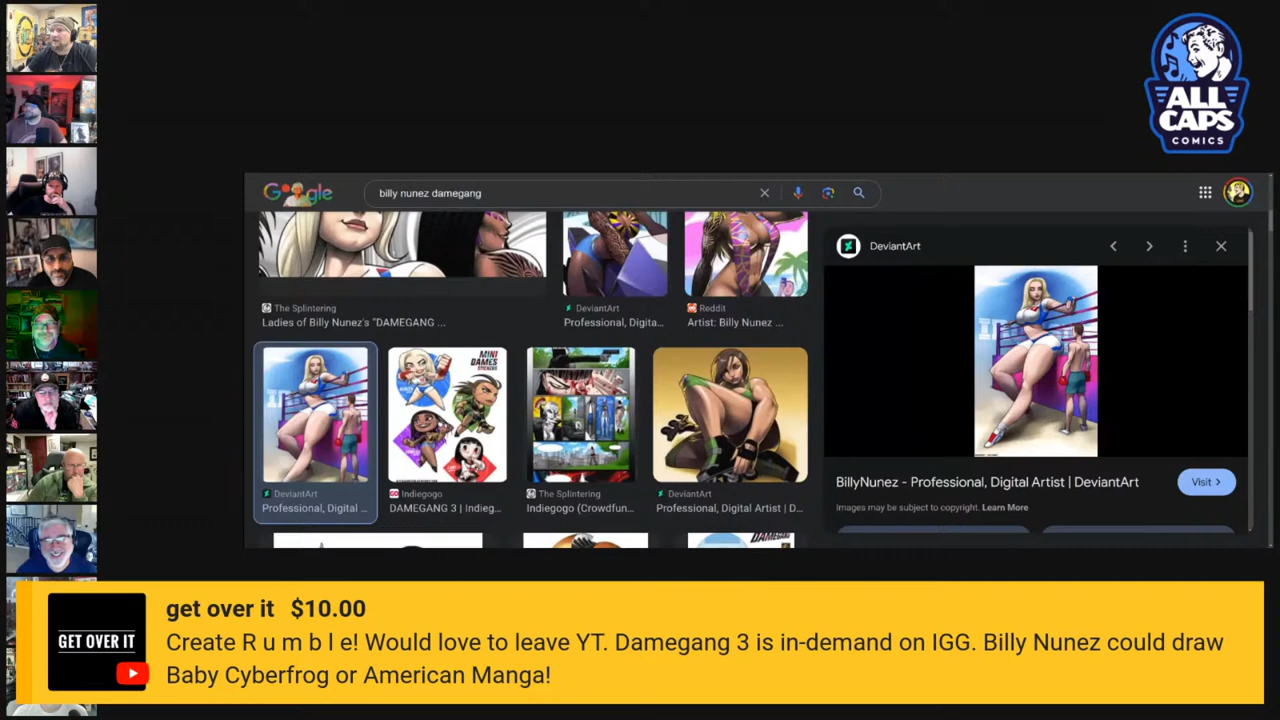 ALL
CAPS
COMICS
Google
billy nunez damegang
The Splintering
Ladies of Billy Nunez's "DAMEGANG ...
DeviantArt
Professional, Digita...
Reddit
Artist: Billy Nunez ...
DeviantArt
MINI
DAMES
STICKERS
DeviantArt
Professional, Digital ...
Indiegogo
DAMEGANG 3 | Indieg...
The Splintering
Indiegogo (Crowdfun...
DeviantArt
Professional, Digital Artist | D...
BillyNunez - Professional, Digital Artist | DeviantArt
Visit >
Images may be subject to copyright. Learn More
DAMEGANG
GET OVER IT
get over it $10.00
Create R u m b l e! Would love to leave YT. Damegang 3 is in-demand on IGG. Billy Nunez could draw
Baby Cyberfrog or American Manga!